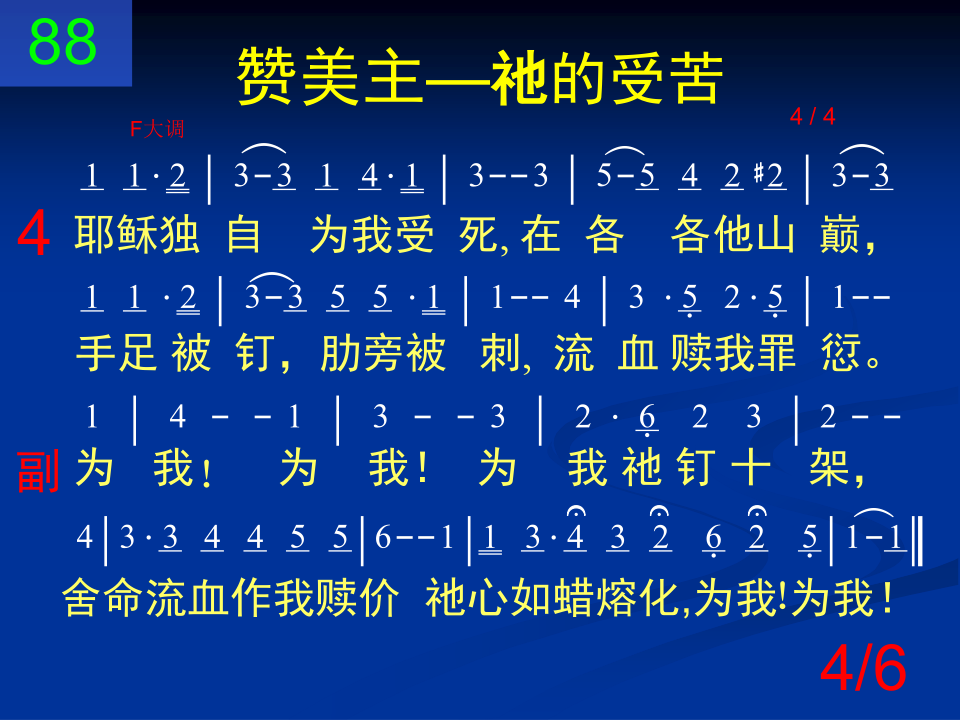 88
赞美主—祂的受苦
F大调
4 / 4
1 1·2 | 3-3 1 4·1 | 3--3 | 5-5 4 2 #2 | 3-3
4 耶稣独 自 为我受 死, 在 各 各他山 巅，
1 1 ·2 | 3-3 5 5 ·1 | 1-- 4 | 3 ·5 2·5 | 1--
手足 被 钉， 肋旁被 刺, 流 血 赎我罪 愆。
1 | 4 - - 1 | 3 - - 3 | 2 · 6 2 3 | 2 - -
副 为 我！ 为 我！ 为 我 祂 钉 十 架，
4 | 3·3 4 4 5 5 | 6--1 | 1 3·4 3 2 6 2 5 | 1-1 ‖
舍命流血作我赎价 祂心如蜡熔化,为我!为我！
4/6